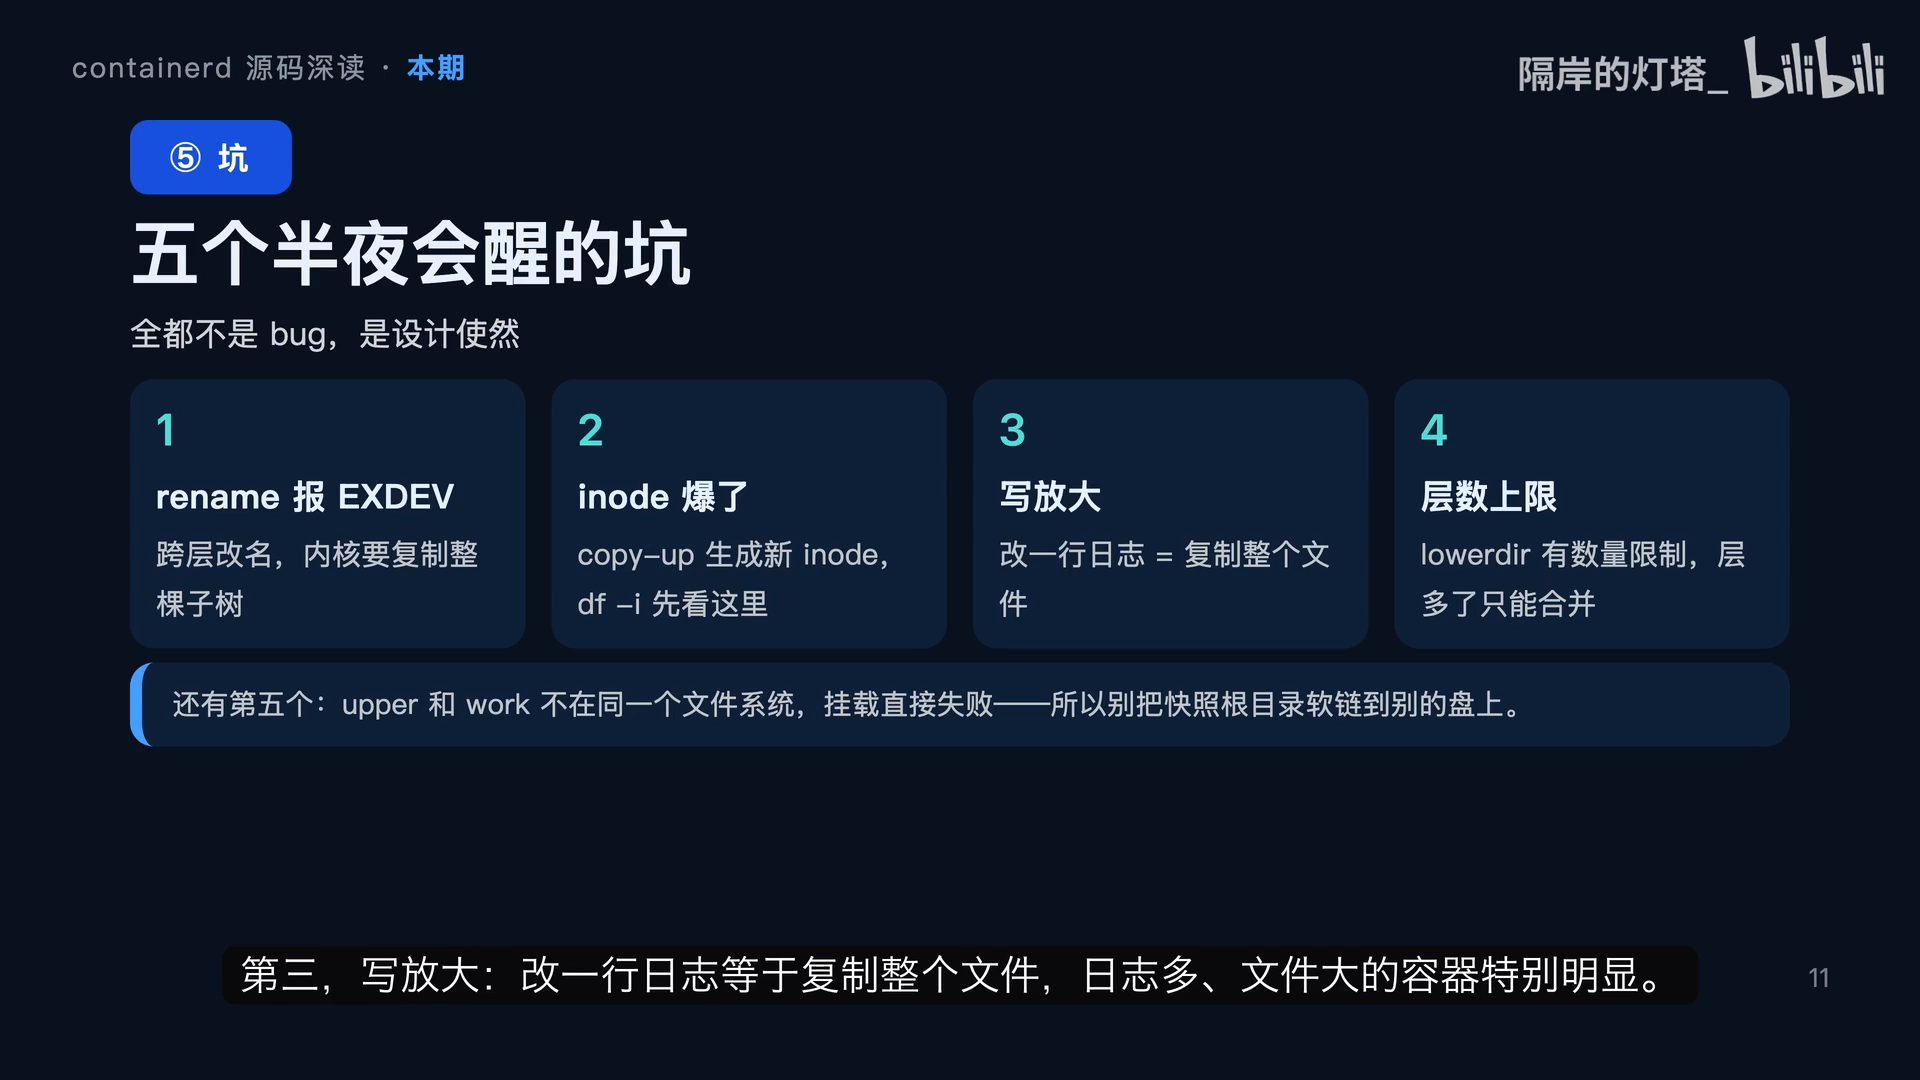 containerd 源码深读 · 本期
隔岸的灯塔_ bilibili
⑤ 坑
五个半夜会醒的坑
全都不是 bug，是设计使然
1
rename 报 EXDEV
跨层改名，内核要复制整
棵子树
2
inode 爆了
copy-up 生成新 inode，
df -i 先看这里
3
写放大
改一行日志 = 复制整个文
件
4
层数上限
lowerdir 有数量限制，层
多了只能合并
还有第五个：upper 和 work 不在同一个文件系统，挂载直接失败——所以别把快照根目录软链到别的盘上。
第三，写放大：改一行日志等于复制整个文件，日志多、文件大的容器特别明显。
11